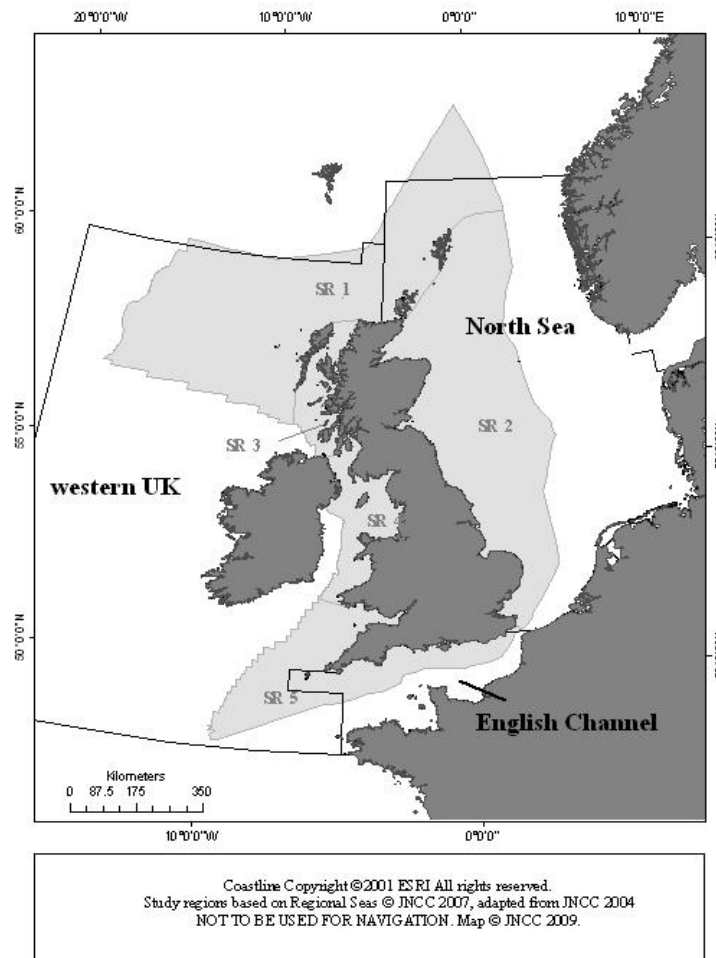 20°0'0"W 10°0'0"W 0°0'0" 10°0'0"E
60°0'0"N
SR 1
North Sea
55°0'0"N
SR 2
SR 3
western UK
SR 4
50°0'0"N
SR 5
English Channel
Kilometers
0 87.5 175 350
10°0'0"W 0°0'0"
Coastline Copyright ©2001 ESRI All rights reserved.
Study regions based on Regional Seas © JNCC 2007, adapted from JNCC 2004
NOT TO BE USED FOR NAVIGATION. Map © JNCC 2009.